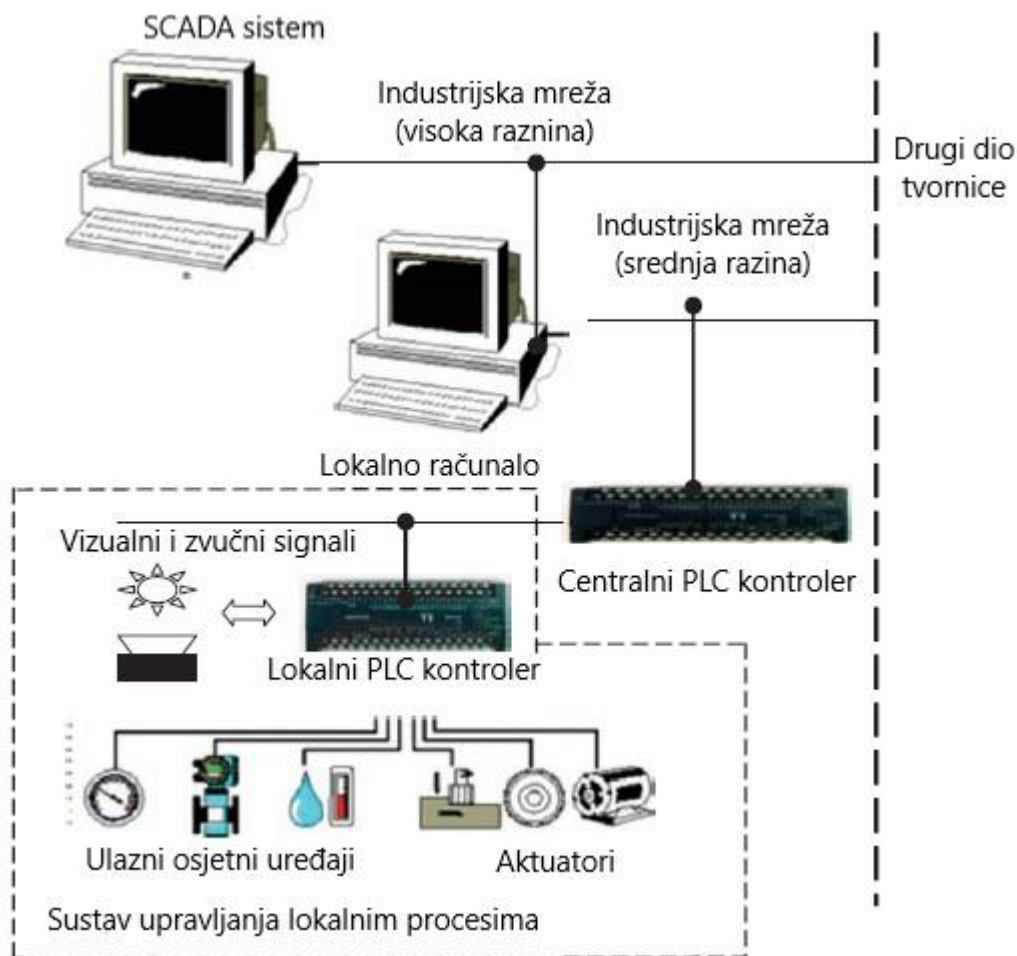 SCADA sistem
Industrijska mreža
(visoka raznina)
Drugi dio
tvornice
Industrijska mreža
(srednja razina)
Lokalno računalo
Vizualni i zvučni signali
Centralni PLC kontroler
Lokalni PLC kontroler
Ulazni osjetni uređaji
Aktuatori
Sustav upravljanja lokalnim procesima